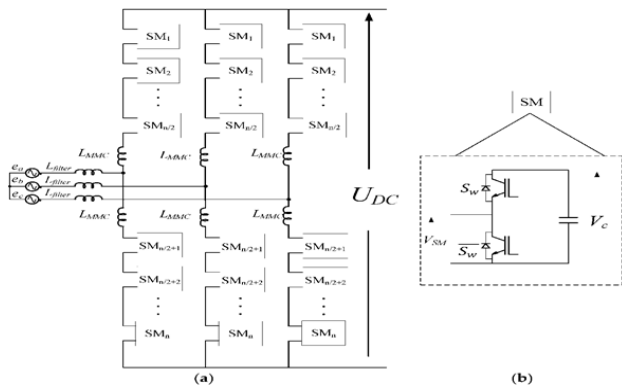 SM₁ SM₁ SM₁
SM₂ SM₂ SM₂
SMₙ/₂ SMₙ/₂ SMₙ/₂
L_MMC L_MMC L_MMC
e_a L_filter
e_b L_filter
e_c L_filter
L_MMC L_MMC L_MMC
U_DC
SMₙ/₂₊₁ SMₙ/₂₊₁ SMₙ/₂₊₁
SMₙ/₂₊₂ SMₙ/₂₊₂ SMₙ/₂₊₂
SMₙ SMₙ SMₙ
(a)
SM
S_w
V_c
V_SM
S̅_w̅
(b)